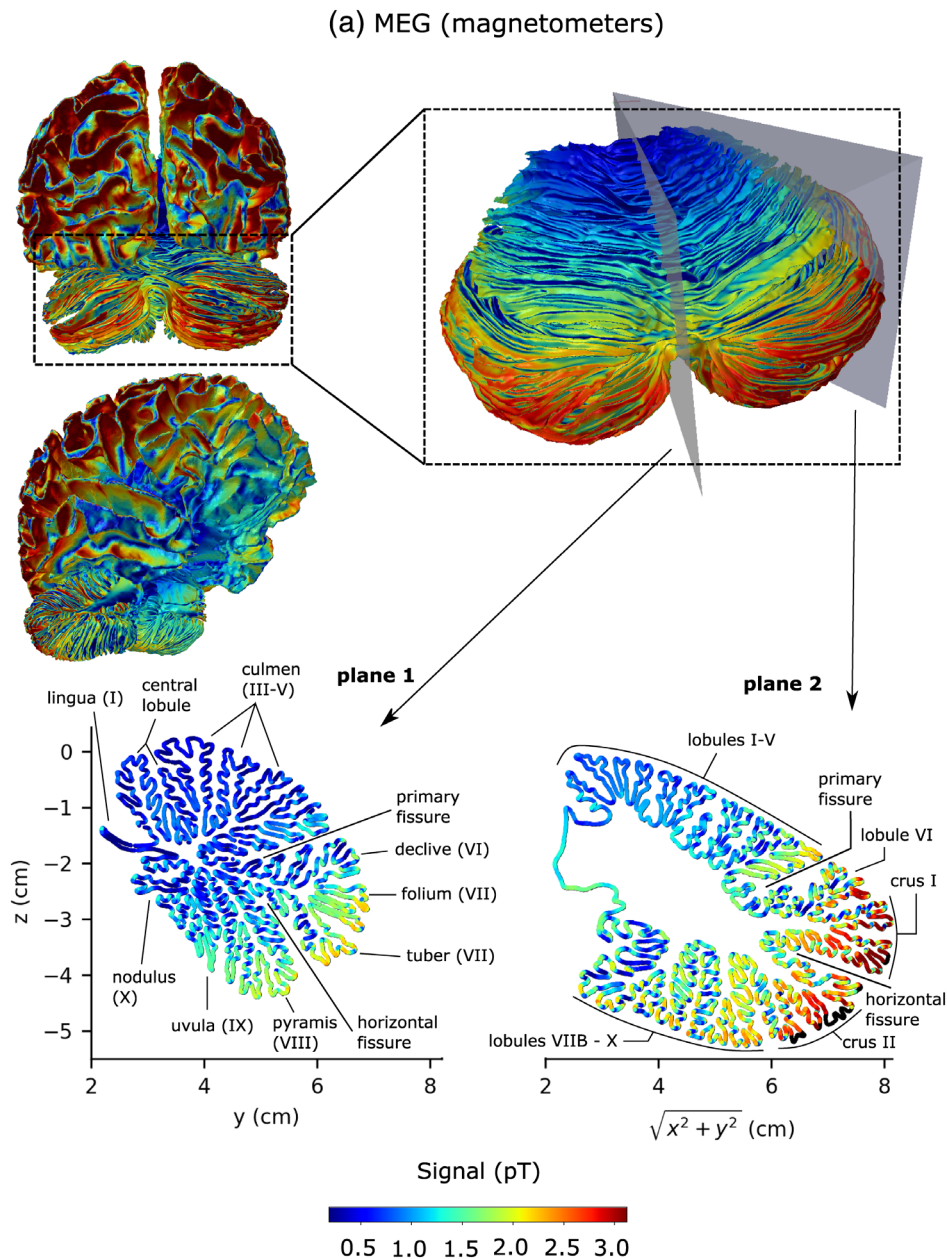 (a) MEG (magnetometers)
plane 1
plane 2
lingua (I)
central
lobule
culmen
(III-V)
primary
fissure
declive (VI)
folium (VII)
tuber (VII)
horizontal
fissure
pyramis
(VIII)
uvula (IX)
nodulus
(X)
0
−1
−2
−3
−4
−5
z (cm)
2
4
6
8
y (cm)
lobules I-V
primary
fissure
lobule VI
crus I
horizontal
fissure
crus II
lobules VIIB - X
2
4
6
8
√x² + y² (cm)
Signal (pT)
0.5 1.0 1.5 2.0 2.5 3.0